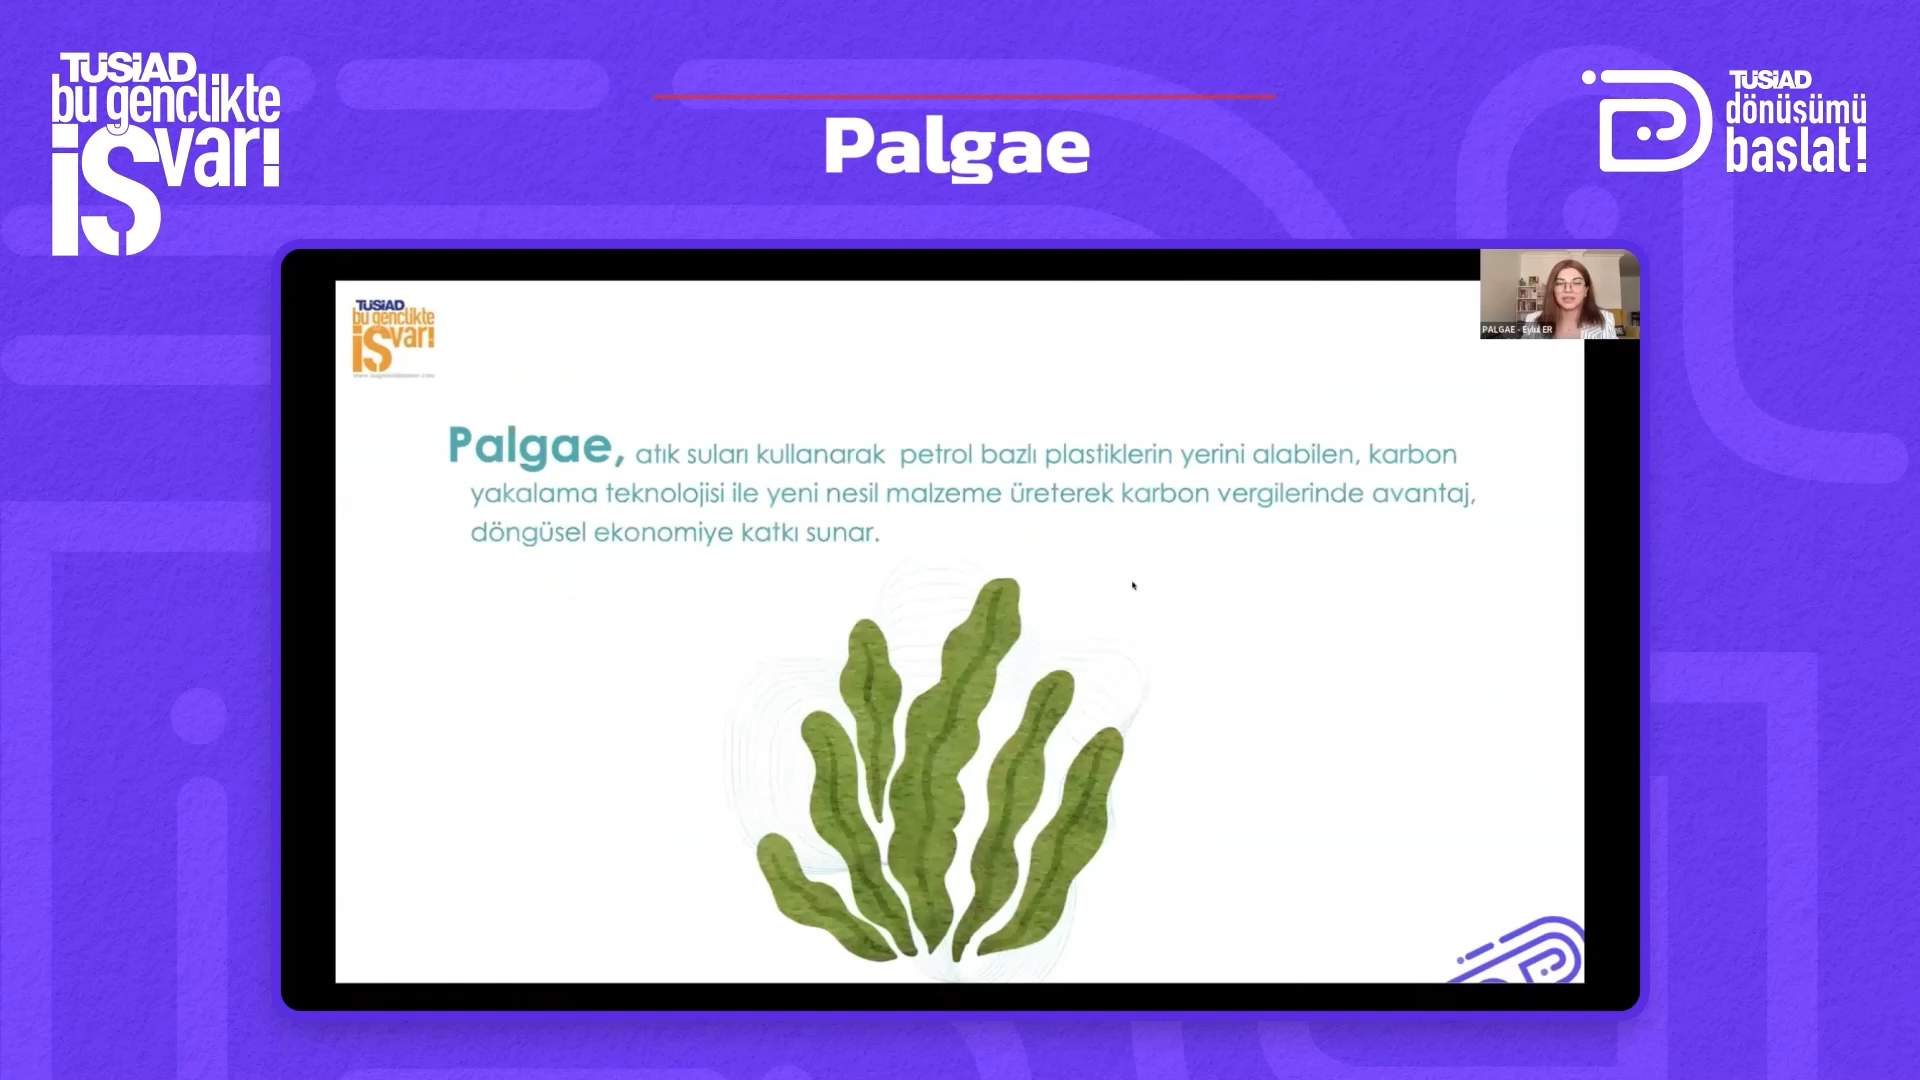 TÜSİAD
bu gençlikte
iş var!
Palgae
TÜSİAD
dönüşümü
başlat!
TÜSİAD
bu gençlikte
iş var!
PALGAE - Eylül ER
Palgae, atık suları kullanarak petrol bazlı plastiklerin yerini alabilen, karbon
yakalama teknolojisi ile yeni nesil malzeme üreterek karbon vergilerinde avantaj,
döngüsel ekonomiye katkı sunar.